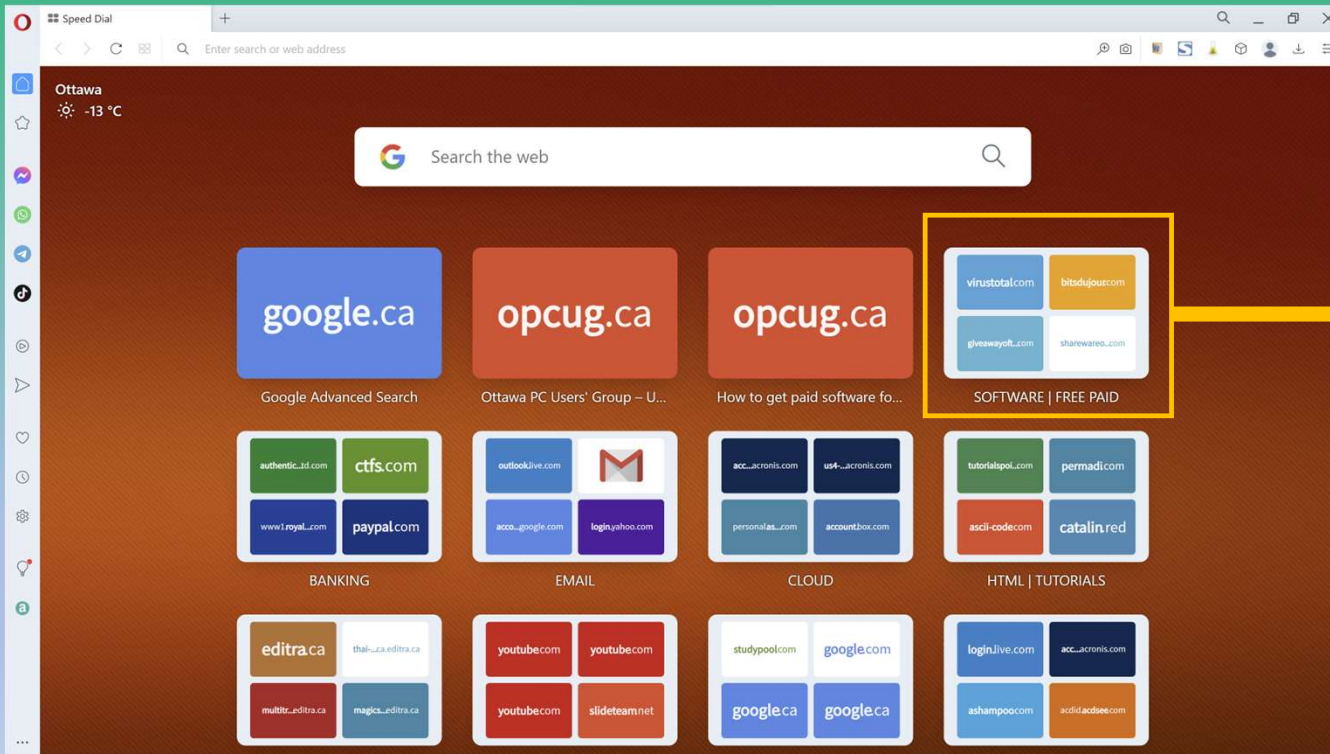 Speed Dial
Enter search or web address
Ottawa
-13 °C
Search the web
google.ca
opcug.ca
opcug.ca
virustotal.com
bitsdujour.com
giveawayoft...com
sharewareo...com
Google Advanced Search
Ottawa PC Users' Group – U...
How to get paid software fo...
SOFTWARE | FREE PAID
authentic...td.com
ctfs.com
outlook.live.com
acc...acronis.com
us4-...acronis.com
tutorialspoi...com
permadi.com
www1.royal...com
paypal.com
acco...google.com
login.yahoo.com
personal.as...com
account.box.com
ascii-code.com
catalin.red
BANKING
EMAIL
CLOUD
HTML | TUTORIALS
editra.ca
thai-...ca.editra.ca
youtube.com
youtube.com
studypool.com
google.com
login.live.com
acc...acronis.com
multitr...editra.ca
magics...editra.ca
youtube.com
slideteam.net
google.ca
google.ca
ashampoo.com
acdid.acdsee.com